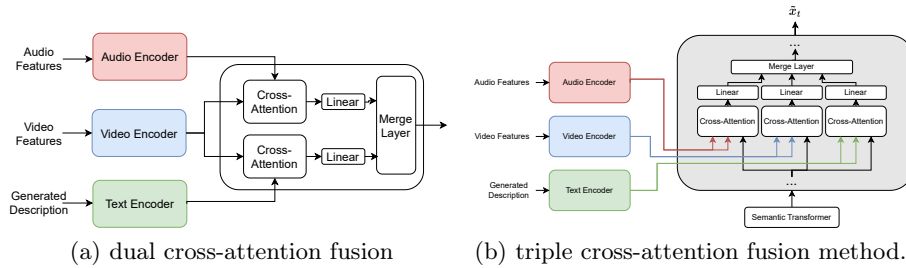 Audio
Features
Audio Encoder
Video
Features
Video Encoder
Generated
Description
Text Encoder
Cross-
Attention
Linear
Cross-
Attention
Linear
Merge
Layer
(a) dual cross-attention fusion
x̃_t
...
Merge Layer
Linear
Linear
Linear
Cross-Attention
Cross-Attention
Cross-Attention
Audio Features
Audio Encoder
Video Features
Video Encoder
Generated
Description
Text Encoder
...
Semantic Transformer
(b) triple cross-attention fusion method.